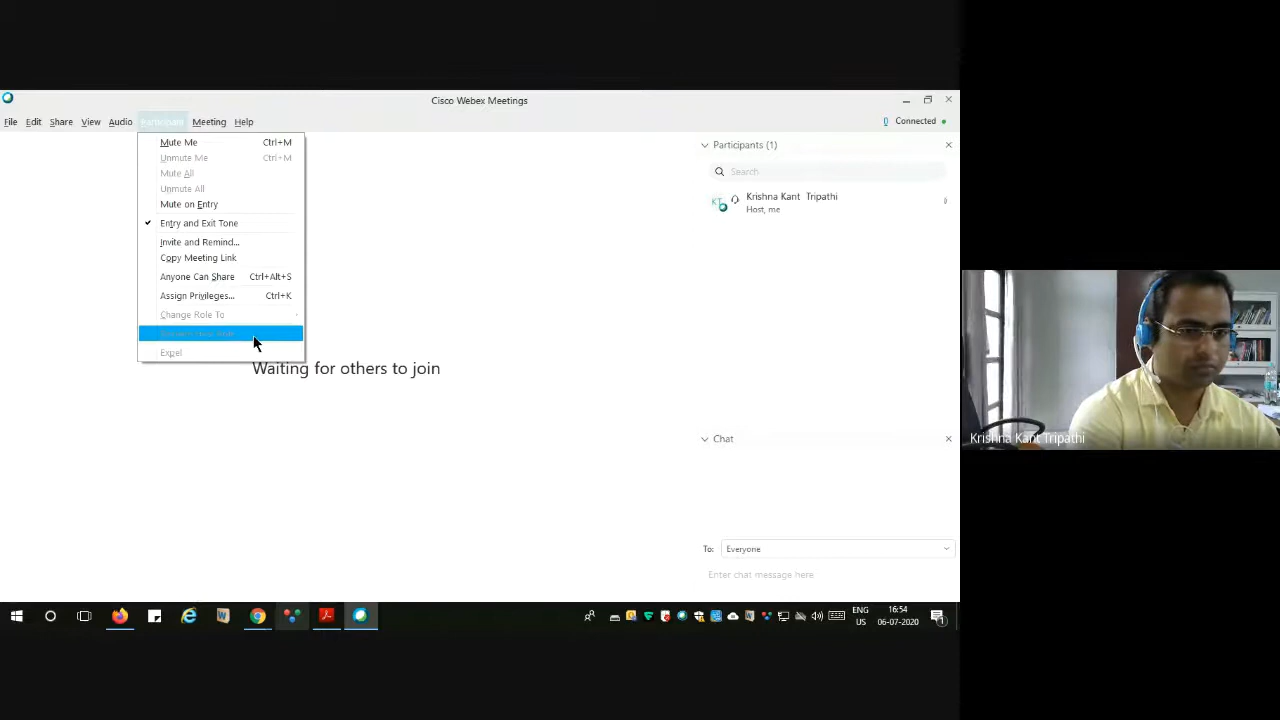 Cisco Webex Meetings
File Edit Share View Audio Participant Meeting Help
Connected
Mute Me Ctrl+M
Unmute Me Ctrl+M
Mute All
Unmute All
Mute on Entry
Entry and Exit Tone
Invite and Remind...
Copy Meeting Link
Anyone Can Share Ctrl+Alt+S
Assign Privileges... Ctrl+K
Change Role To
Expel
Waiting for others to join
Participants (1)
Search
KT
Krishna Kant Tripathi
Host, me
Chat
To: Everyone
Enter chat message here
Krishna Kant Tripathi
ENG
US
16:54
06-07-2020
1